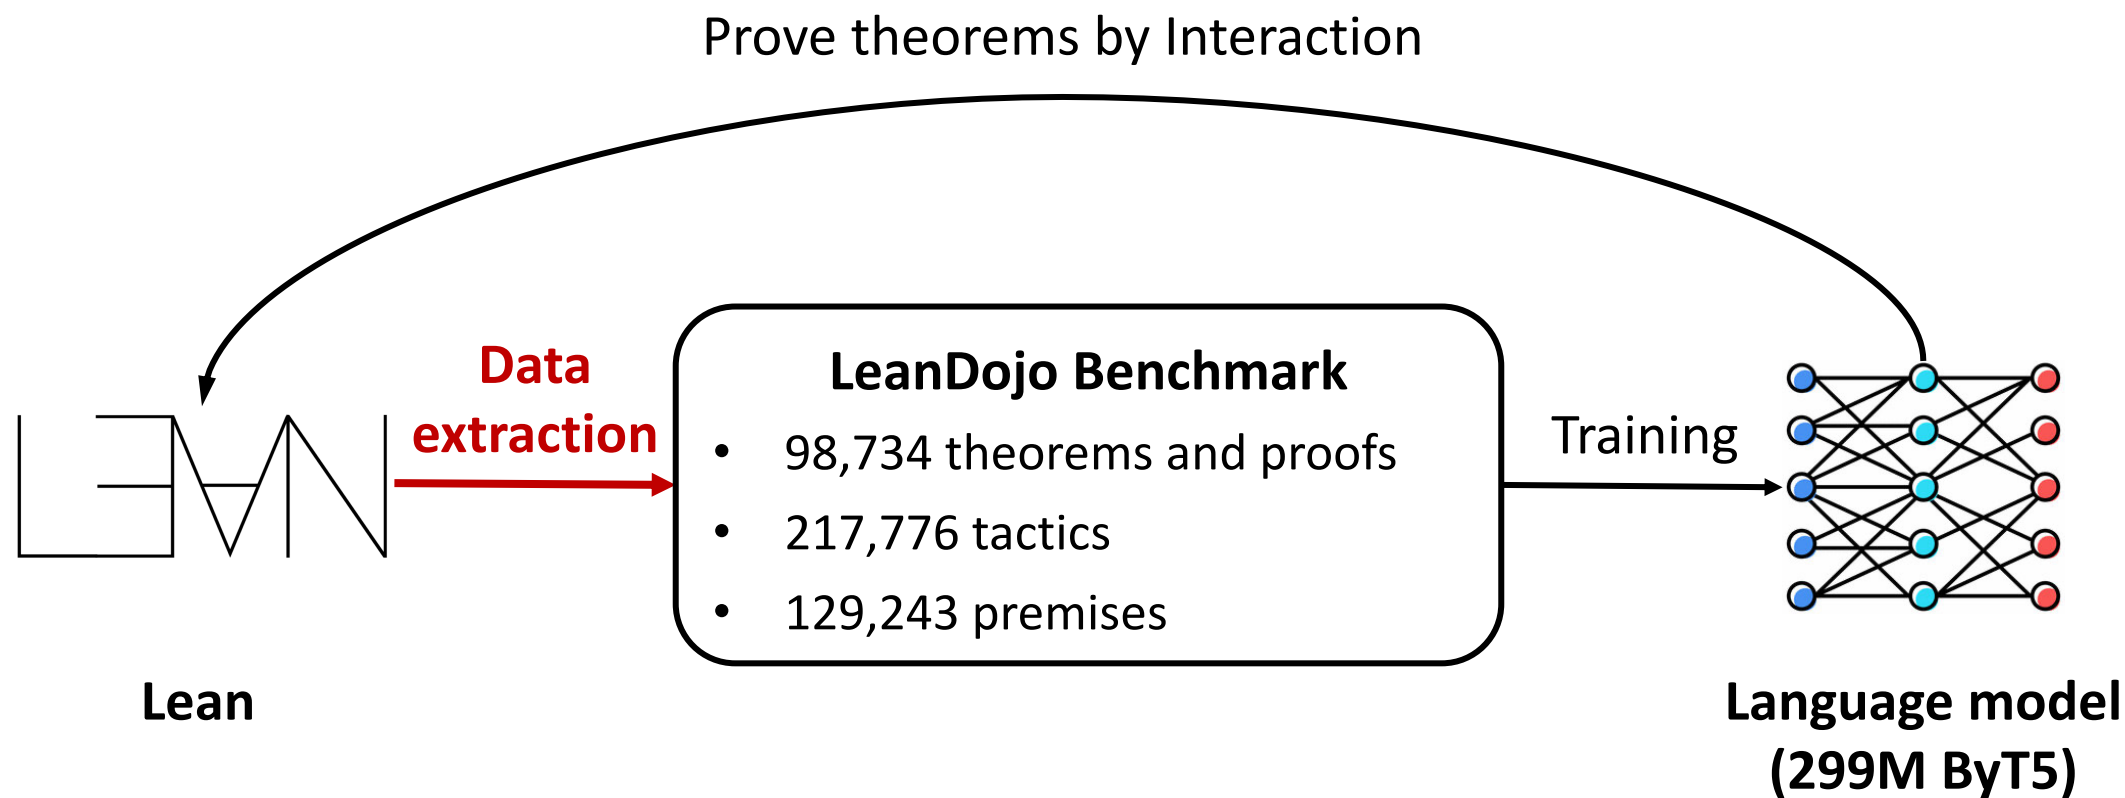 Prove theorems by Interaction
LEAN
Data
extraction
LeanDojo Benchmark
• 98,734 theorems and proofs
• 217,776 tactics
• 129,243 premises
Training
Lean
Language model
(299M ByT5)